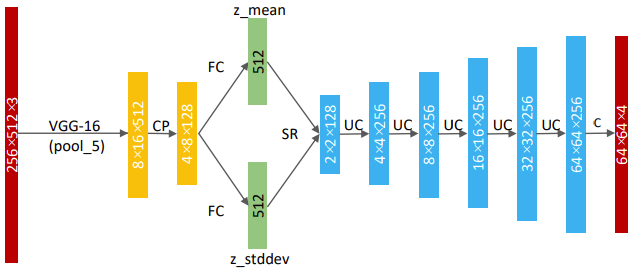 z_mean
256×512×3
VGG-16
(pool_5)
8×16×512
CP
4×8×128
FC
FC
512
512
z_stddev
SR
2×2×128
UC
4×4×256
UC
8×8×256
UC
16×16×256
UC
32×32×256
UC
64×64×256
C
64×64×4